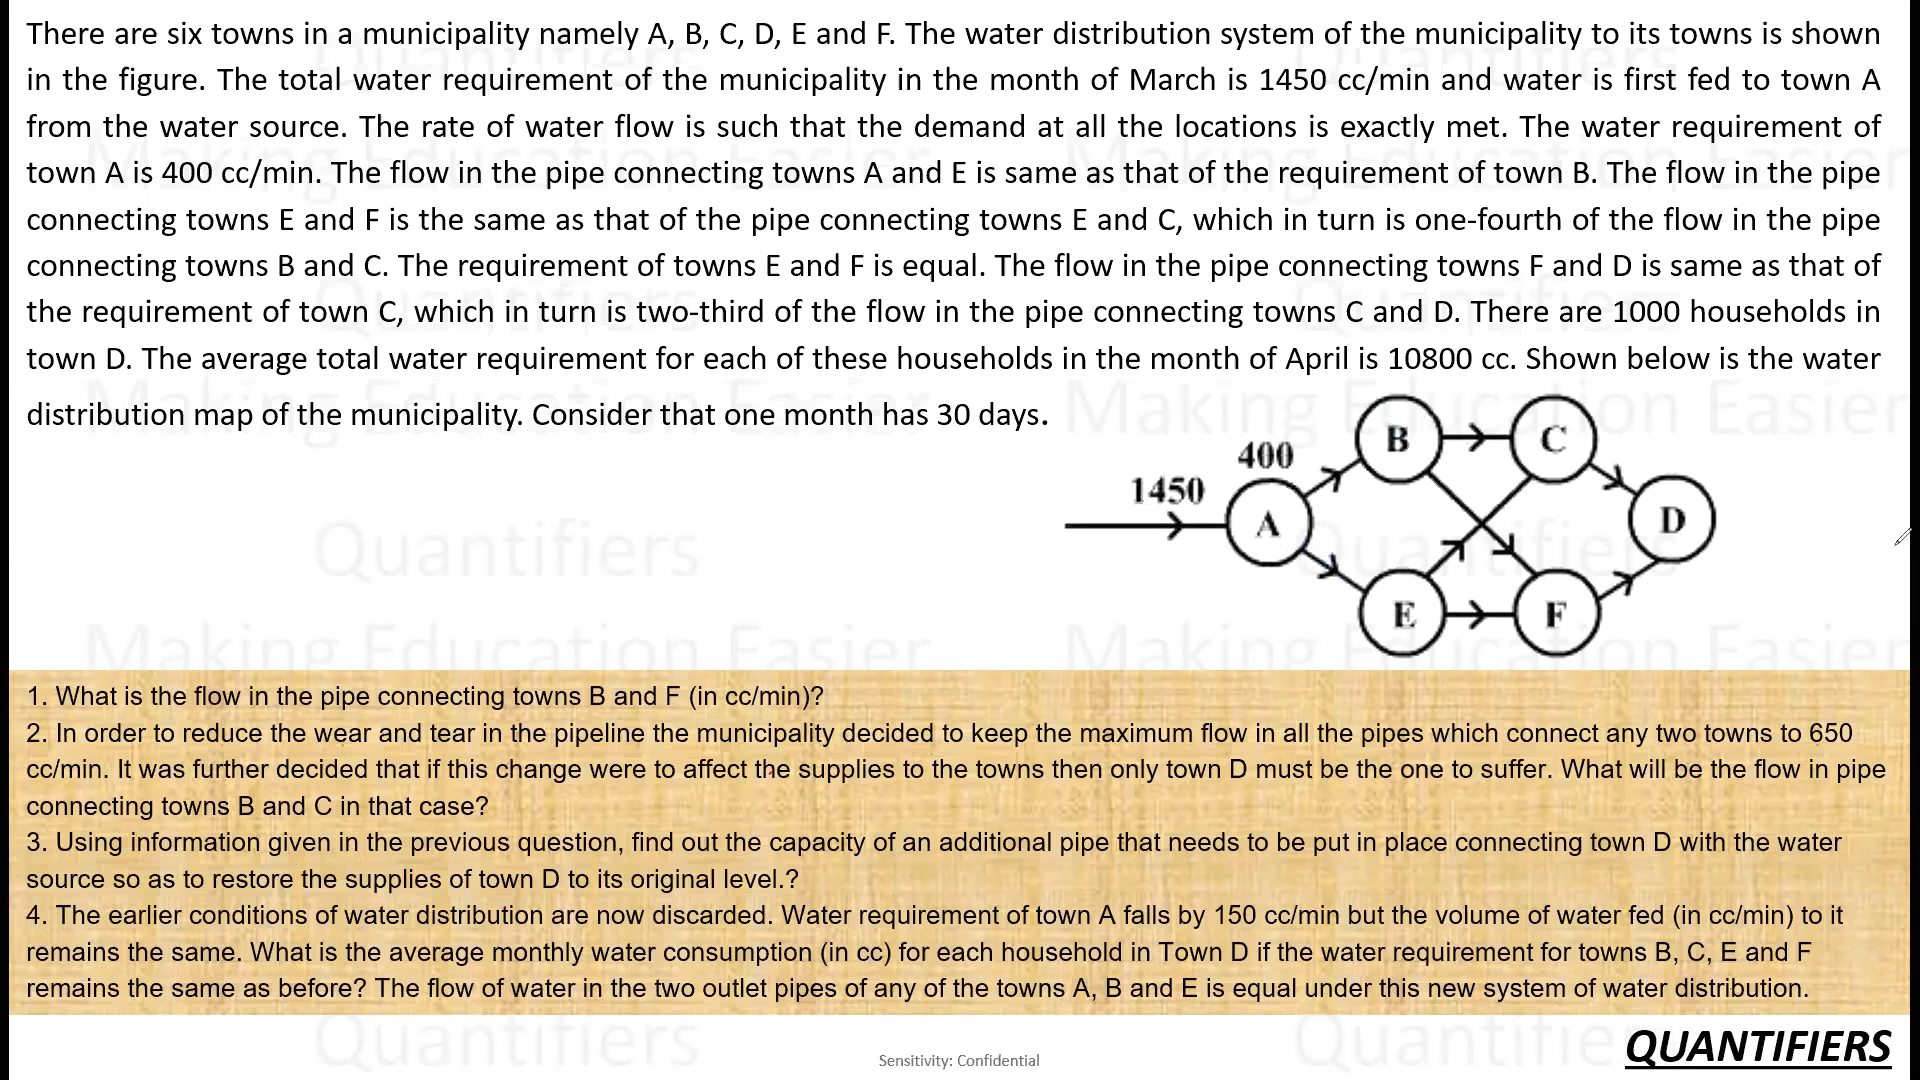 There are six towns in a municipality namely A, B, C, D, E and F. The water distribution system of the municipality to its towns is shown
in the figure. The total water requirement of the municipality in the month of March is 1450 cc/min and water is first fed to town A
from the water source. The rate of water flow is such that the demand at all the locations is exactly met. The water requirement of
town A is 400 cc/min. The flow in the pipe connecting towns A and E is same as that of the requirement of town B. The flow in the pipe
connecting towns E and F is the same as that of the pipe connecting towns E and C, which in turn is one-fourth of the flow in the pipe
connecting towns B and C. The requirement of towns E and F is equal. The flow in the pipe connecting towns F and D is same as that of
the requirement of town C, which in turn is two-third of the flow in the pipe connecting towns C and D. There are 1000 households in
town D. The average total water requirement for each of these households in the month of April is 10800 cc. Shown below is the water
distribution map of the municipality. Consider that one month has 30 days.
400
1450
A
B
C
D
E
F
1. What is the flow in the pipe connecting towns B and F (in cc/min)?
2. In order to reduce the wear and tear in the pipeline the municipality decided to keep the maximum flow in all the pipes which connect any two towns to 650
cc/min. It was further decided that if this change were to affect the supplies to the towns then only town D must be the one to suffer. What will be the flow in pipe
connecting towns B and C in that case?
3. Using information given in the previous question, find out the capacity of an additional pipe that needs to be put in place connecting town D with the water
source so as to restore the supplies of town D to its original level.?
4. The earlier conditions of water distribution are now discarded. Water requirement of town A falls by 150 cc/min but the volume of water fed (in cc/min) to it
remains the same. What is the average monthly water consumption (in cc) for each household in Town D if the water requirement for towns B, C, E and F
remains the same as before? The flow of water in the two outlet pipes of any of the towns A, B and E is equal under this new system of water distribution.
QUANTIFIERS
Sensitivity: Confidential
Quantifiers
Making Education Easier